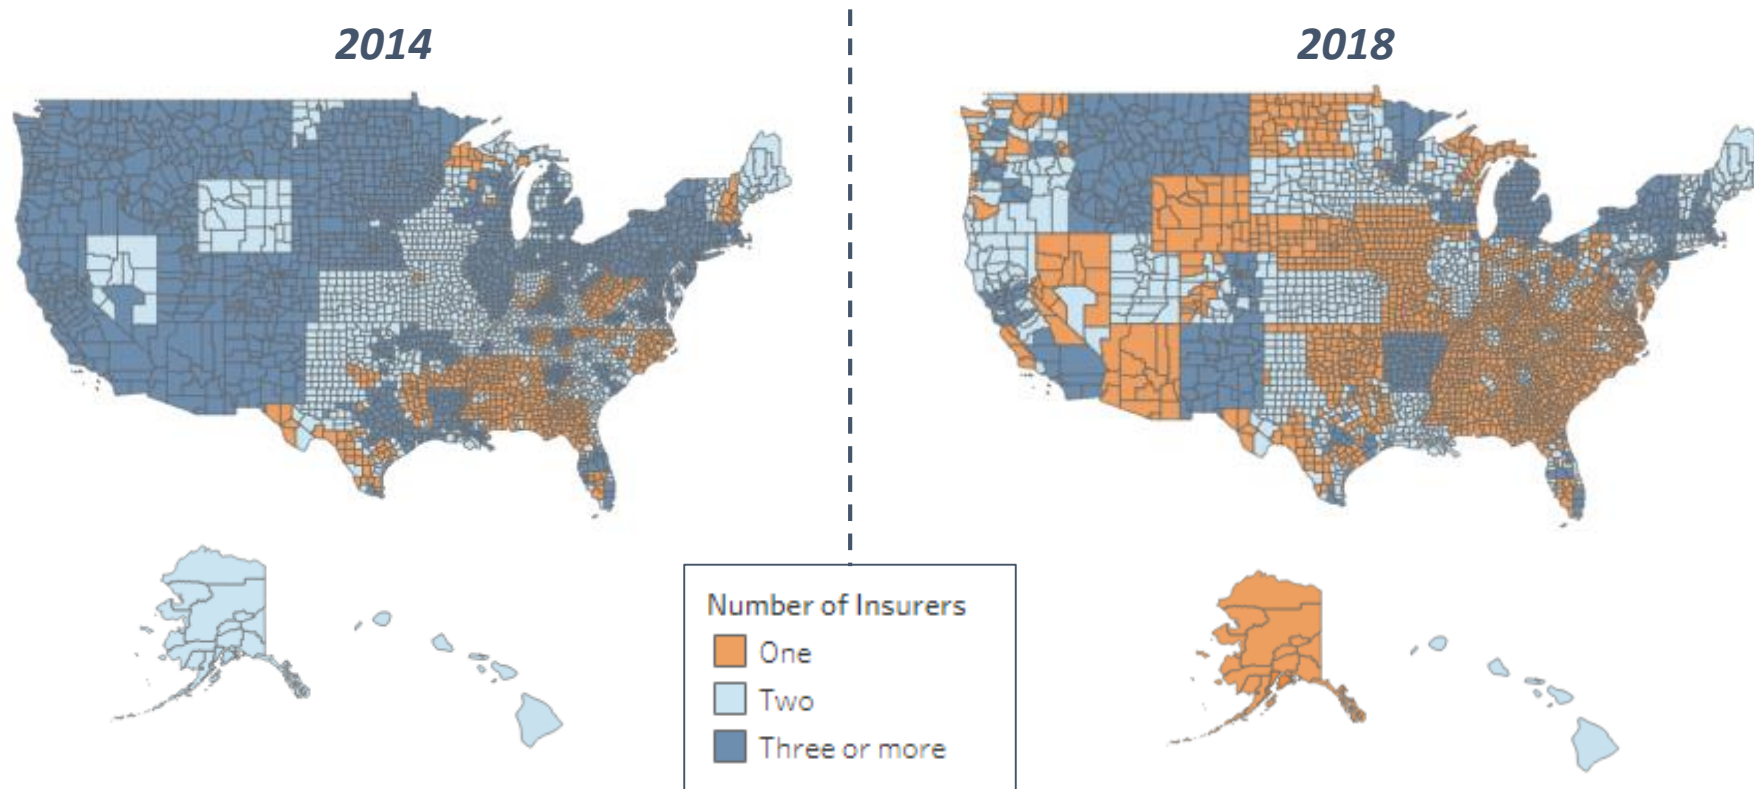 2014
2018
Number of Insurers
One
Two
Three or more